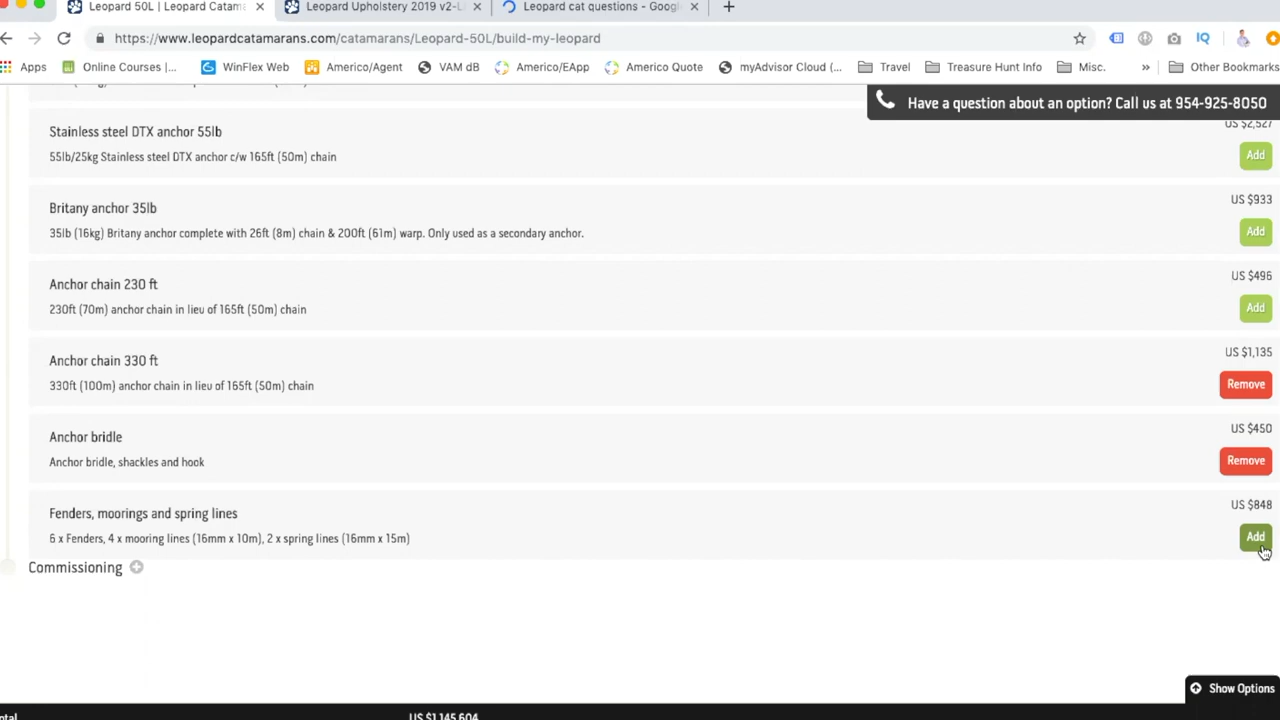 Leopard 50L | Leopard Catama
Leopard Upholstery 2019 v2-L
Leopard cat questions - Google
https://www.leopardcatamarans.com/catamarans/Leopard-50L/build-my-leopard
Apps Online Courses |... WinFlex Web Americo/Agent VAM dB Americo/EApp Americo Quote myAdvisor Cloud (... Travel Treasure Hunt Info Misc. » Other Bookmarks
Have a question about an option? Call us at 954-925-8050
US $2,527
Stainless steel DTX anchor 55lb
55lb/25kg Stainless steel DTX anchor c/w 165ft (50m) chain
Add
US $933
Britany anchor 35lb
35lb (16kg) Britany anchor complete with 26ft (8m) chain & 200ft (61m) warp. Only used as a secondary anchor.
Add
US $496
Anchor chain 230 ft
230ft (70m) anchor chain in lieu of 165ft (50m) chain
Add
US $1,135
Anchor chain 330 ft
330ft (100m) anchor chain in lieu of 165ft (50m) chain
Remove
US $450
Anchor bridle
Anchor bridle, shackles and hook
Remove
US $848
Fenders, moorings and spring lines
6 x Fenders, 4 x mooring lines (16mm x 10m), 2 x spring lines (16mm x 15m)
Add
Commissioning
Show Options
US $1,145,604